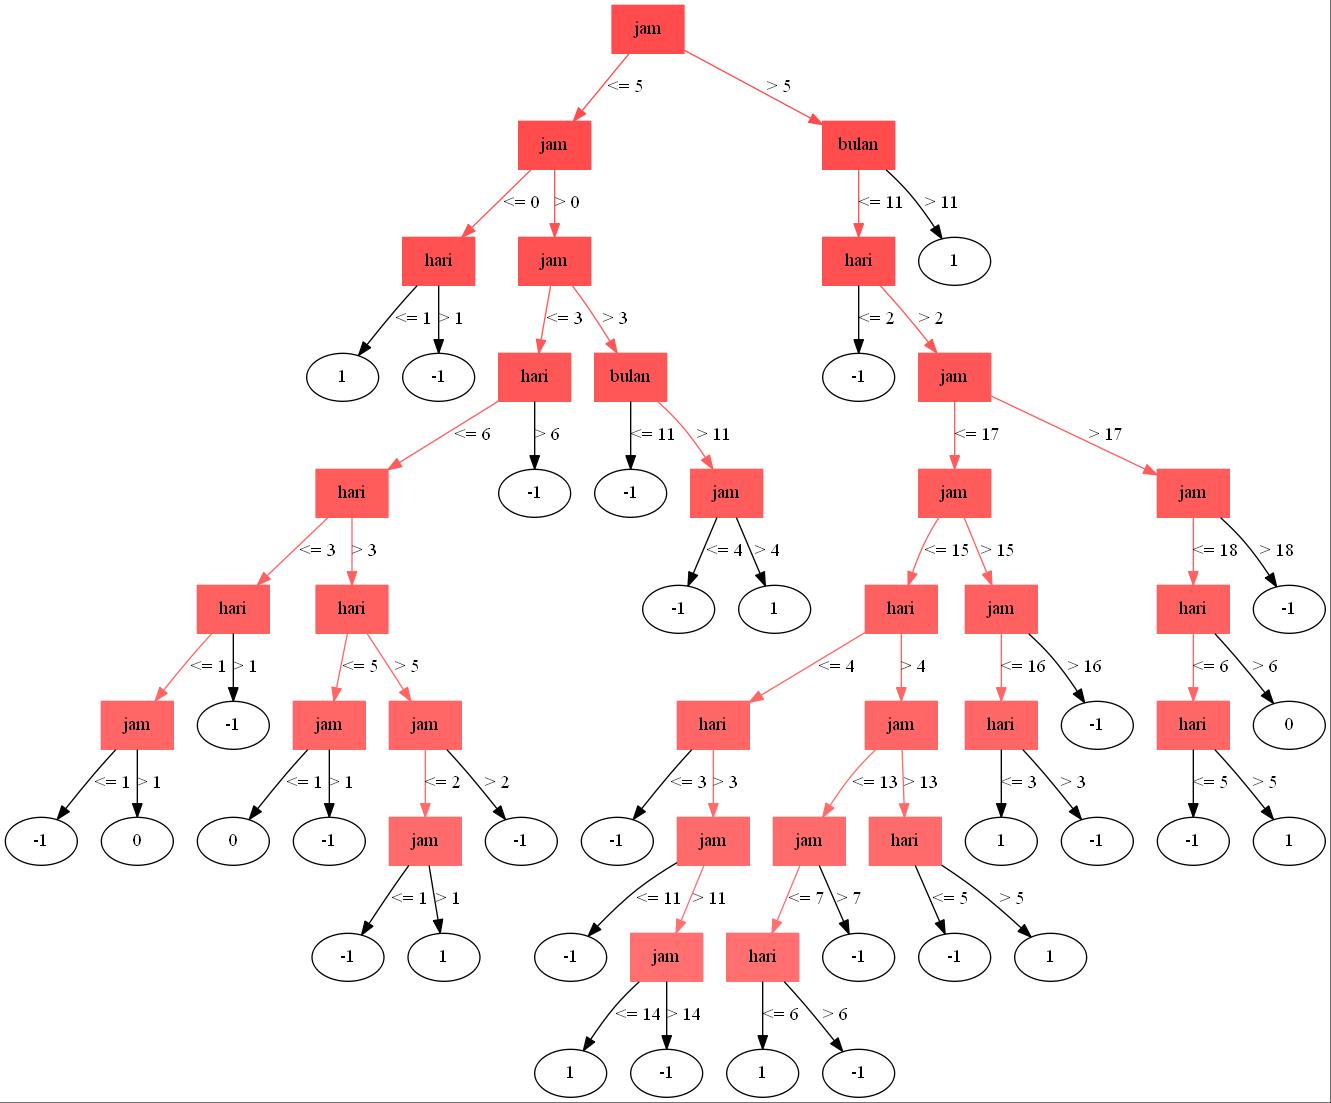 jam
<= 5 > 5
jam bulan
<= 0 > 0 <= 11 > 11
hari jam hari 1
<= 1 > 1 <= 3 > 3 <= 2 > 2
1 -1 hari bulan -1 jam
<= 6 > 6 <= 11 > 11 <= 17 > 17
hari -1 -1 jam jam jam
<= 3 > 3 <= 4 > 4 <= 15 > 15 <= 18 > 18
hari hari -1 1 hari jam hari -1
<= 1 > 1 <= 5 > 5 <= 4 > 4 <= 16 > 16 <= 6 > 6
jam -1 jam jam hari jam hari -1 hari 0
<= 1 > 1 <= 1 > 1 <= 2 > 2 <= 3 > 3 <= 13 > 13 <= 3 > 3 <= 5 > 5
-1 0 0 -1 jam -1 -1 jam jam hari 1 -1 -1 1
<= 1 > 1 <= 11 > 11 <= 7 > 7 <= 5 > 5
-1 1 -1 jam hari -1 -1 1
<= 14 > 14 <= 6 > 6
1 -1 1 -1